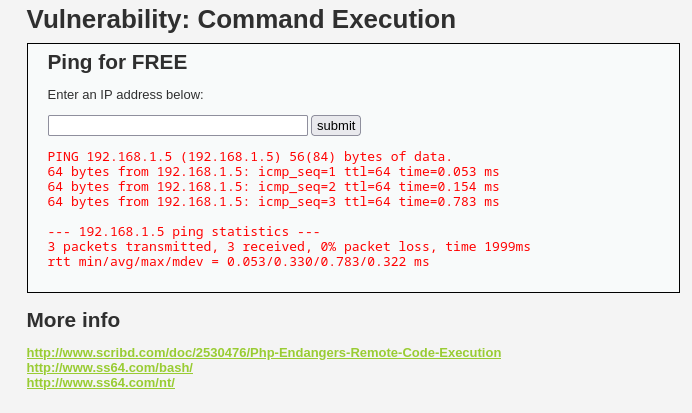 Vulnerability: Command Execution
Ping for FREE
Enter an IP address below:
submit
PING 192.168.1.5 (192.168.1.5) 56(84) bytes of data.
64 bytes from 192.168.1.5: icmp_seq=1 ttl=64 time=0.053 ms
64 bytes from 192.168.1.5: icmp_seq=2 ttl=64 time=0.154 ms
64 bytes from 192.168.1.5: icmp_seq=3 ttl=64 time=0.783 ms
--- 192.168.1.5 ping statistics ---
3 packets transmitted, 3 received, 0% packet loss, time 1999ms
rtt min/avg/max/mdev = 0.053/0.330/0.783/0.322 ms
More info
http://www.scribd.com/doc/2530476/Php-Endangers-Remote-Code-Execution
http://www.ss64.com/bash/
http://www.ss64.com/nt/